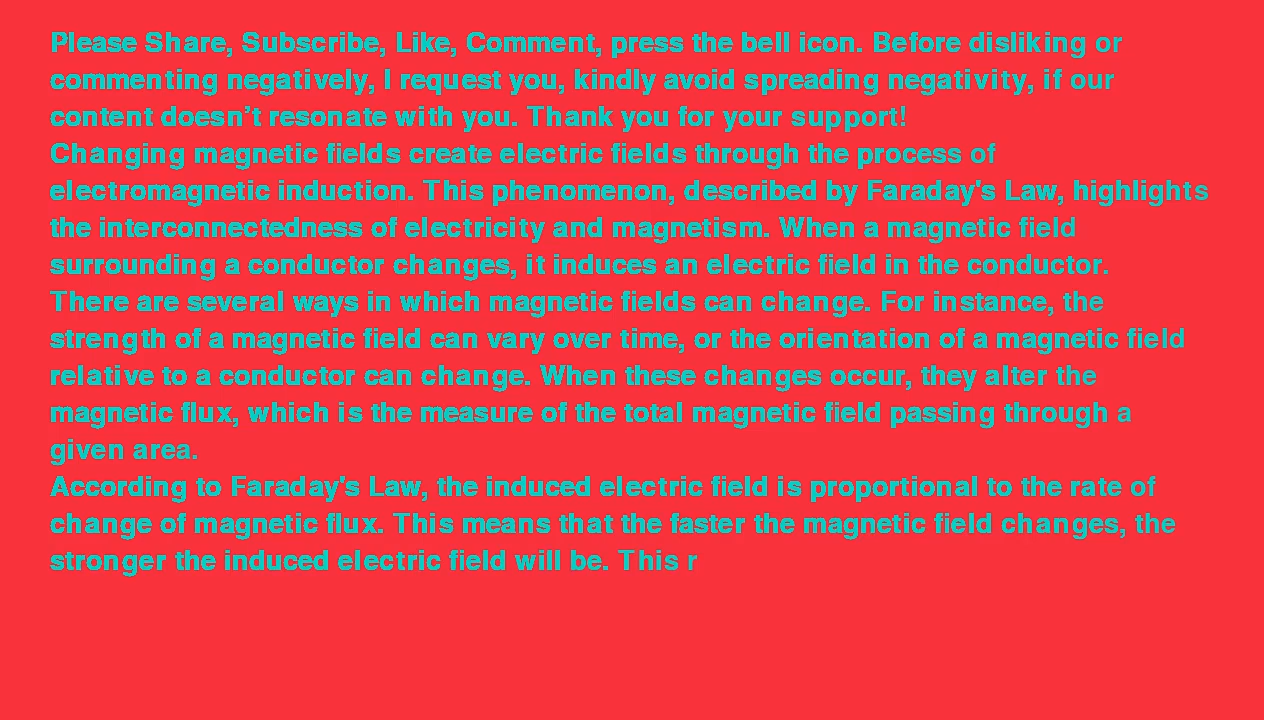 Please Share, Subscribe, Like, Comment, press the bell icon. Before disliking or
commenting negatively, I request you, kindly avoid spreading negativity, if our
content doesn’t resonate with you. Thank you for your support!
Changing magnetic fields create electric fields through the process of
electromagnetic induction. This phenomenon, described by Faraday's Law, highlights
the interconnectedness of electricity and magnetism. When a magnetic field
surrounding a conductor changes, it induces an electric field in the conductor.
There are several ways in which magnetic fields can change. For instance, the
strength of a magnetic field can vary over time, or the orientation of a magnetic field
relative to a conductor can change. When these changes occur, they alter the
magnetic flux, which is the measure of the total magnetic field passing through a
given area.
According to Faraday's Law, the induced electric field is proportional to the rate of
change of magnetic flux. This means that the faster the magnetic field changes, the
stronger the induced electric field will be. This r